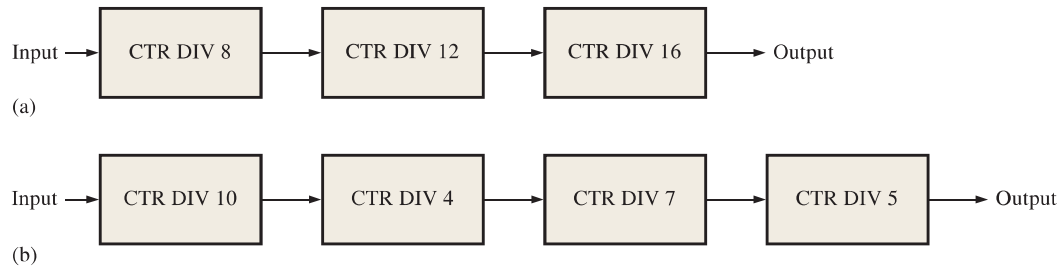 Input CTR DIV 8 CTR DIV 12 CTR DIV 16 Output
(a)
Input CTR DIV 10 CTR DIV 4 CTR DIV 7 CTR DIV 5 Output
(b)